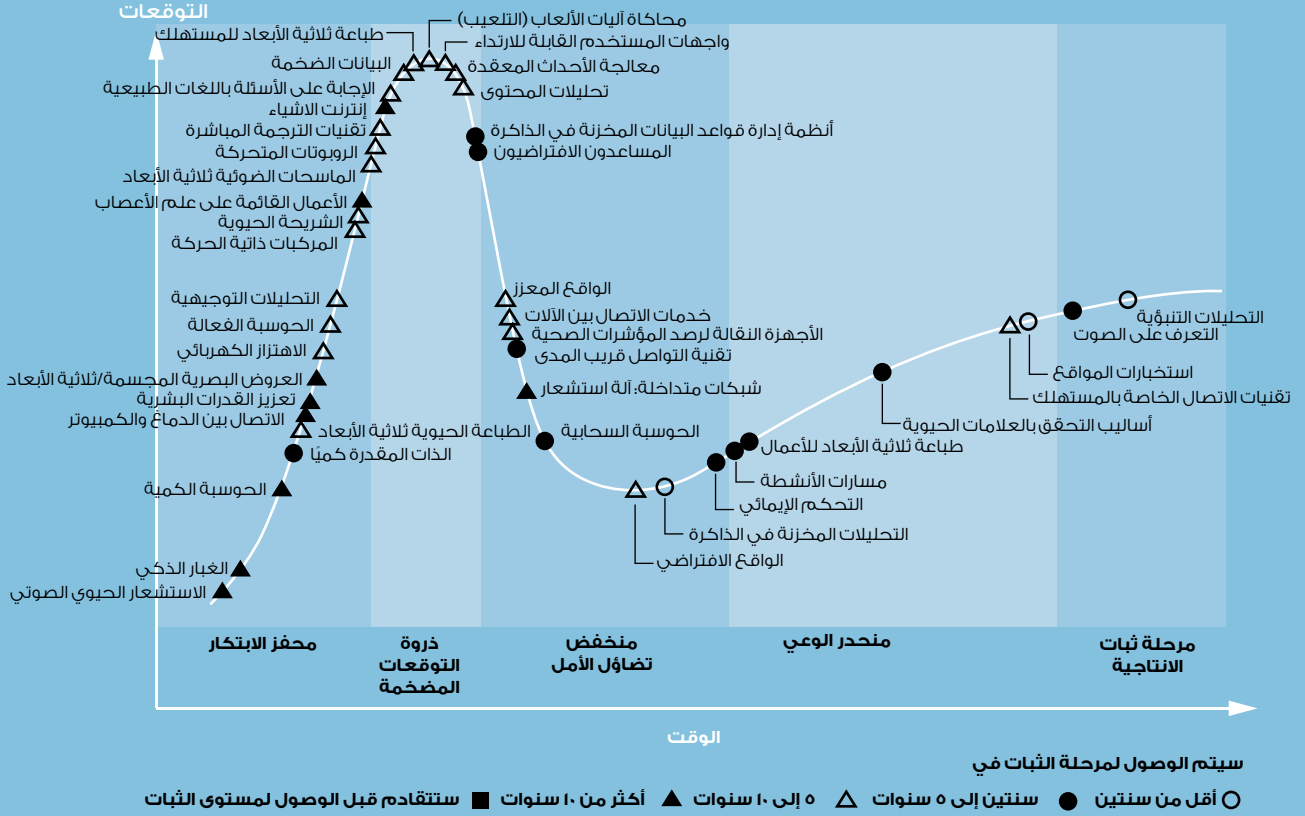 التوقعات
محاكاة آليات الألعاب (التلعيب)
طباعة ثلاثية الأبعاد للمستهلك
واجهات المستخدم القابلة للارتداء
البيانات الضخمة
معالجة الأحداث المعقدة
الإجابة على الأسئلة باللغات الطبيعية
تحليلات المحتوى
إنترنت الاشياء
تقنيات الترجمة المباشرة
أنظمة إدارة قواعد البيانات المخزنة في الذاكرة
الروبوتات المتحركة
المساعدون الافتراضيون
الماسحات الضوئية ثلاثية الأبعاد
الأعمال القائمة على علم الأعصاب
الشريحة الحيوية
المركبات ذاتية الحركة
التحليلات التوجيهية
الحوسبة الفعالة
الاهتزاز الكهربائي
العروض البصرية المجسمة/ثلاثية الأبعاد
تعزيز القدرات البشرية
الاتصال بين الدماغ والكمبيوتر
الطباعة الحيوية ثلاثية الأبعاد
الذات المقدرة كميًا
الحوسبة الكمية
الغبار الذكي
الاستشعار الحيوي الصوتي
الواقع المعزز
خدمات الاتصال بين الآلات
الأجهزة النقالة لرصد المؤشرات الصحية
تقنية التواصل قريب المدى
شبكات متداخلة: آلة استشعار
الحوسبة السحابية
الواقع الافتراضي
التحليلات المخزنة في الذاكرة
التحكم الإيمائي
مسارات الأنشطة
طباعة ثلاثية الأبعاد للأعمال
أساليب التحقق بالعلامات الحيوية
تقنيات الاتصال الخاصة بالمستهلك
استخبارات المواقع
التعرف على الصوت
التحليلات التنبؤية
محفز الابتكار
ذروة
التوقعات
المضخمة
منخفض
تضاؤل الأمل
منحدر الوعي
مرحلة ثبات
الانتاجية
الوقت
سيتم الوصول لمرحلة الثبات في
أقل من سنتين
سنتين إلى ٥ سنوات
٥ إلى ١٠ سنوات
أكثر من ١٠ سنوات
ستتقادم قبل الوصول لمستوى الثبات